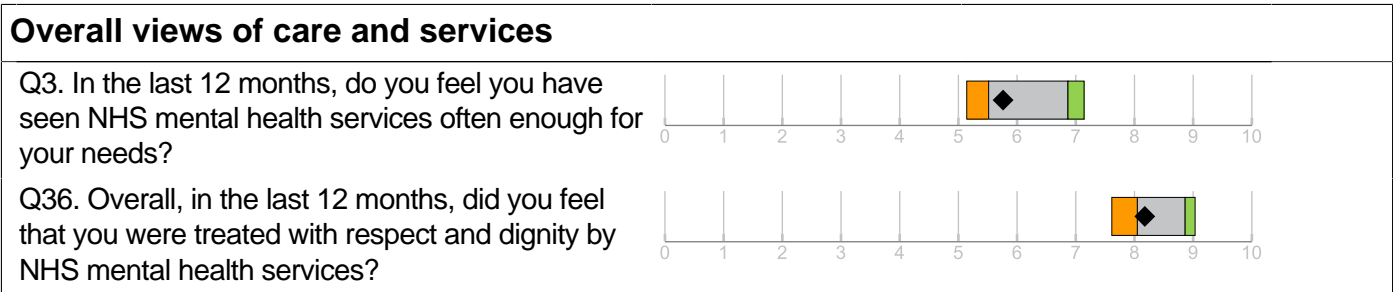 Overall views of care and services
Q3. In the last 12 months, do you feel you have
seen NHS mental health services often enough for
your needs?
0 1 2 3 4 5 6 7 8 9 10
Q36. Overall, in the last 12 months, did you feel
that you were treated with respect and dignity by
NHS mental health services?
0 1 2 3 4 5 6 7 8 9 10